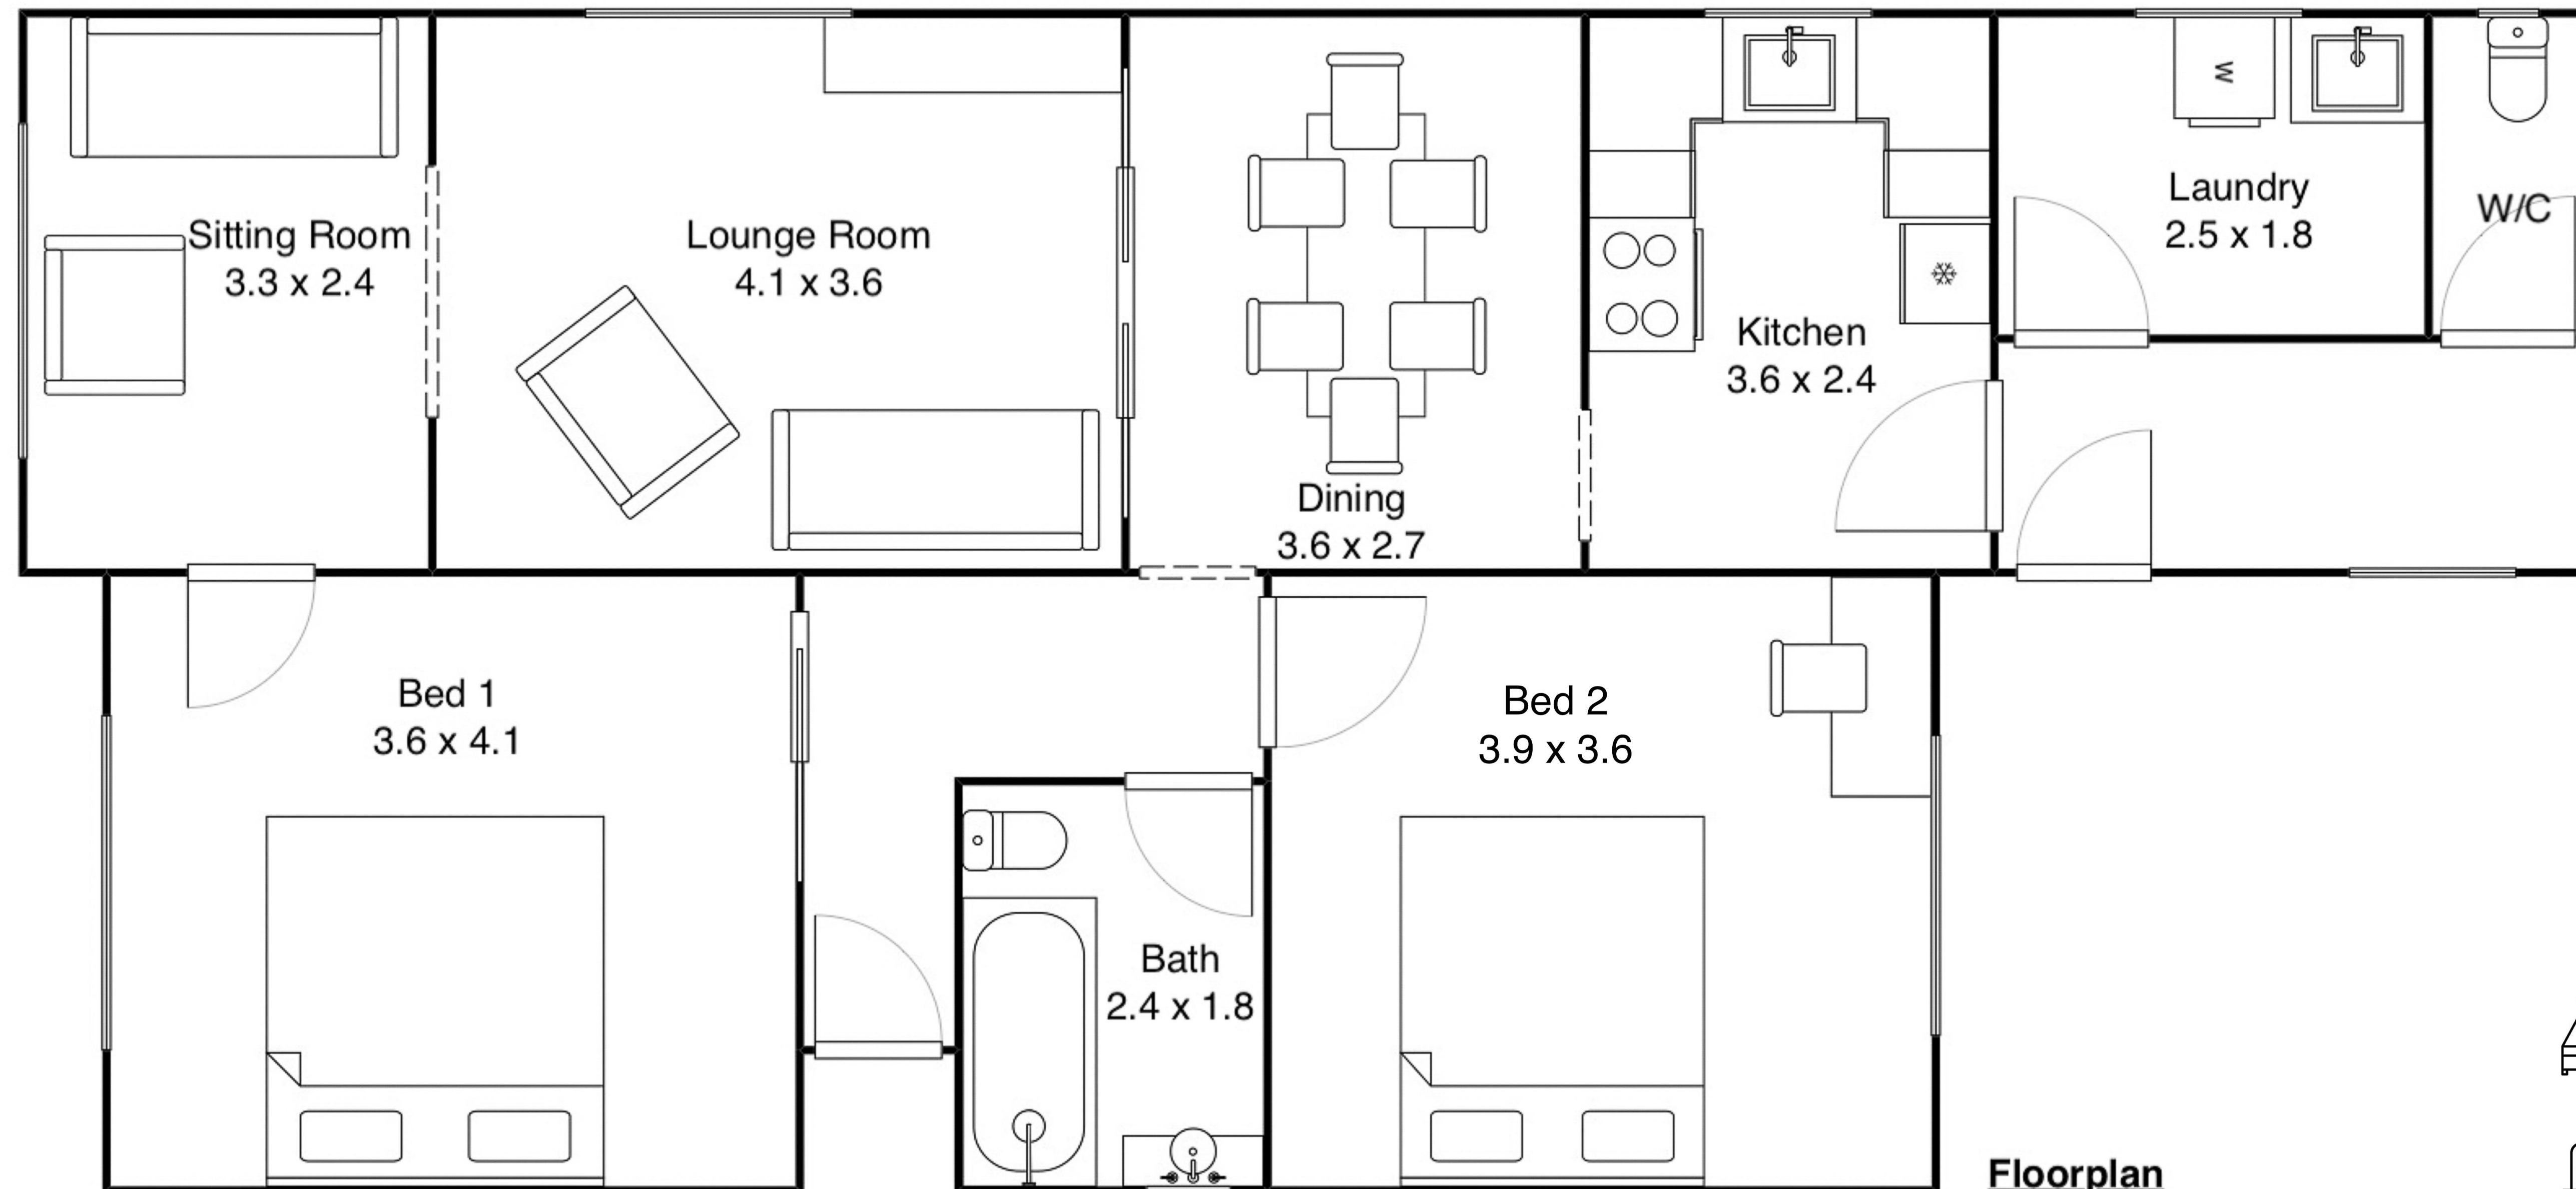 Sitting Room
3.3 x 2.4
Lounge Room
4.1 x 3.6
Dining
3.6 x 2.7
Kitchen
3.6 x 2.4
W
Laundry
2.5 x 1.8
W/C
Bed 1
3.6 x 4.1
Bath
2.4 x 1.8
Bed 2
3.9 x 3.6
Floorplan